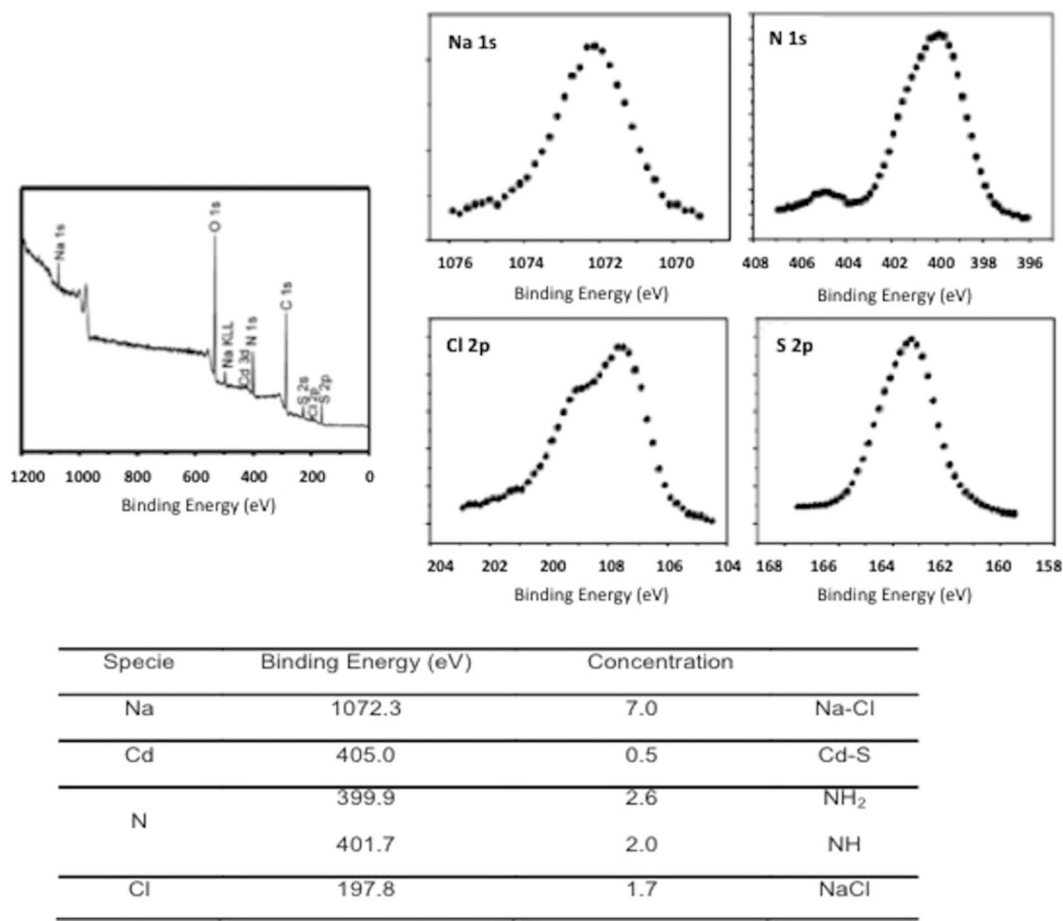 Na 1s
1076 1074 1072 1070
Binding Energy (eV)
N 1s
408 406 404 402 400 398 396
Binding Energy (eV)
Na 1s
O 1s
Na KLL
Cd 3d
N 1s
C 1s
S 2s
Cl 2p
S 2p
1200 1000 800 600 400 200 0
Binding Energy (eV)
Cl 2p
204 202 200 108 106 104
Binding Energy (eV)
S 2p
168 166 164 162 160 158
Binding Energy (eV)
Specie Binding Energy (eV) Concentration
Na 1072.3 7.0 Na-Cl
Cd 405.0 0.5 Cd-S
N 399.9 2.6 NH₂
401.7 2.0 NH
Cl 197.8 1.7 NaCl